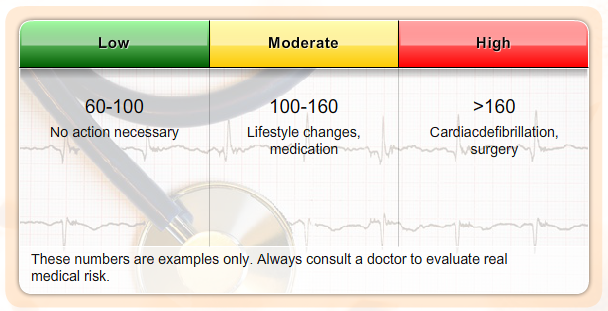 Low
Moderate
High
60-100
100-160
>160
No action necessary
Lifestyle changes,
medication
Cardiacdefibrillation,
surgery
These numbers are examples only. Always consult a doctor to evaluate real
medical risk.